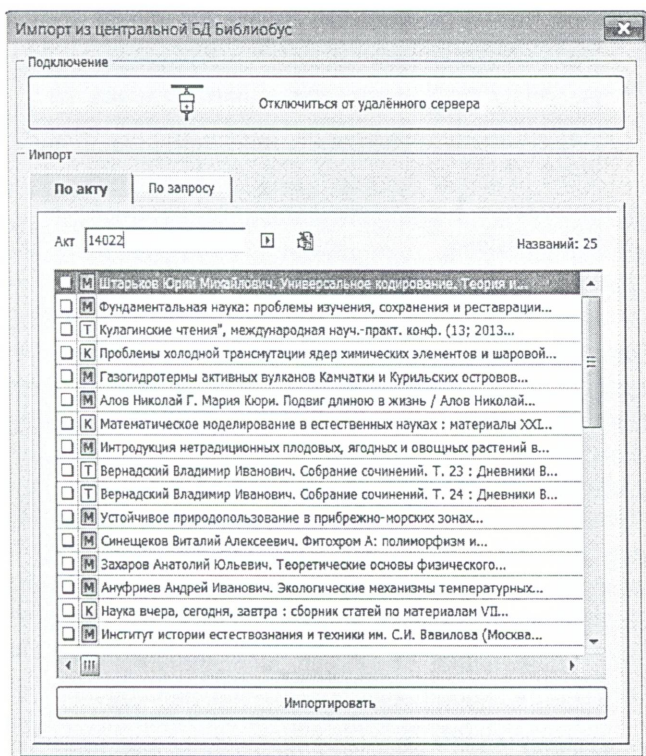 Импорт из центральной БД Библиобус
Подключение
Отключиться от удалённого сервера
Импорт
По акту
По запросу
Акт 14022
Названий: 25
М Штарьков Юрий Михайлович. Универсальное кодирование. Теория и...
М Фундаментальная наука: проблемы изучения, сохранения и реставрации...
Т Кулагинские чтения", международная науч.-практ. конф. (13; 2013...
К Проблемы холодной трансмутации ядер химических элементов и шаровой...
М Газогидротермы активных вулканов Камчатки и Курильских островов...
М Алов Николай Г. Мария Кюри. Подвиг длиною в жизнь / Алов Николай...
К Математическое моделирование в естественных науках : материалы XXI...
М Интродукция нетрадиционных плодовых, ягодных и овощных растений в...
Т Вернадский Владимир Иванович. Собрание сочинений. Т. 23 : Дневники В...
Т Вернадский Владимир Иванович. Собрание сочинений. Т. 24 : Дневники В...
М Устойчивое природопользование в прибрежно-морских зонах...
М Синещеков Виталий Алексеевич. Фитохром А: полиморфизм и...
М Захаров Анатолий Юльевич. Теоретические основы физического...
М Ануфриев Андрей Иванович. Экологические механизмы температурных...
К Наука вчера, сегодня, завтра : сборник статей по материалам VII...
М Институт истории естествознания и техники им. С.И. Вавилова (Москва...
Импортировать